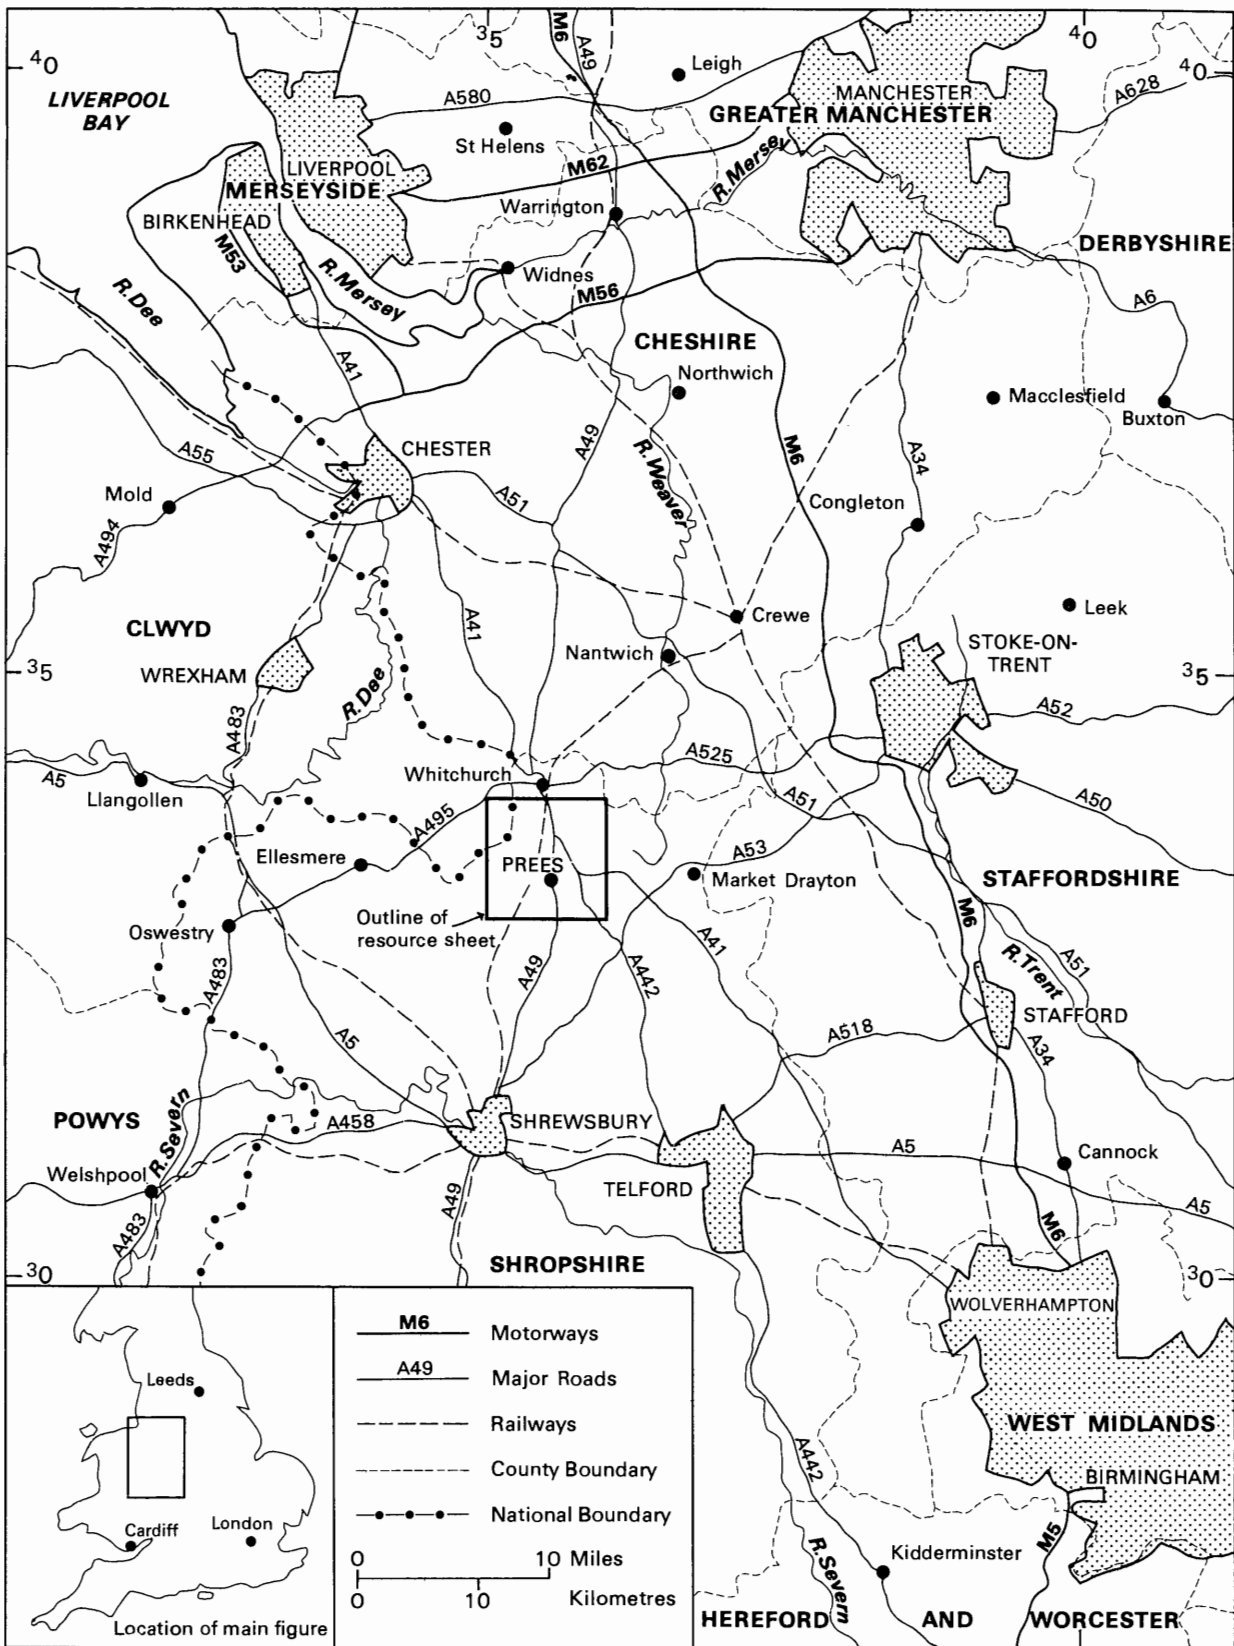 35
M6
A49
40
40
40
Leigh
LIVERPOOL
BAY
A580
MANCHESTER
GREATER MANCHESTER
A628
St Helens
LIVERPOOL
MERSEYSIDE
M62
R.Mersey
BIRKENHEAD
Warrington
M53
DERBYSHIRE
R.Dee
R.Mersey
Widnes
M56
A6
CHESHIRE
A41
Northwich
Macclesfield
Buxton
A55
CHESTER
A49
R.Weaver
M6
A34
Mold
A51
Congleton
A494
CLWYD
A41
Crewe
Leek
Nantwich
STOKE-ON-
TRENT
35
WREXHAM
R.Dee
35
A483
A52
A5
Llangollen
Whitchurch
A525
A51
A50
A495
Ellesmere
PREES
A53
Market Drayton
STAFFORDSHIRE
Outline of
resource sheet
Oswestry
M6
A483
A49
A442
A41
R.Trent
A51
A5
A518
STAFFORD
A34
POWYS
R.Severn
A458
SHREWSBURY
A5
Cannock
Welshpool
A49
TELFORD
A5
A483
M6
SHROPSHIRE
30
30
WOLVERHAMPTON
M6
Motorways
Leeds
A49
Major Roads
Railways
WEST MIDLANDS
County Boundary
A442
BIRMINGHAM
National Boundary
Cardiff
London
M5
0
10 Miles
Kidderminster
0
10
Kilometres
R.Severn
Location of main figure
HEREFORD
AND
WORCESTER